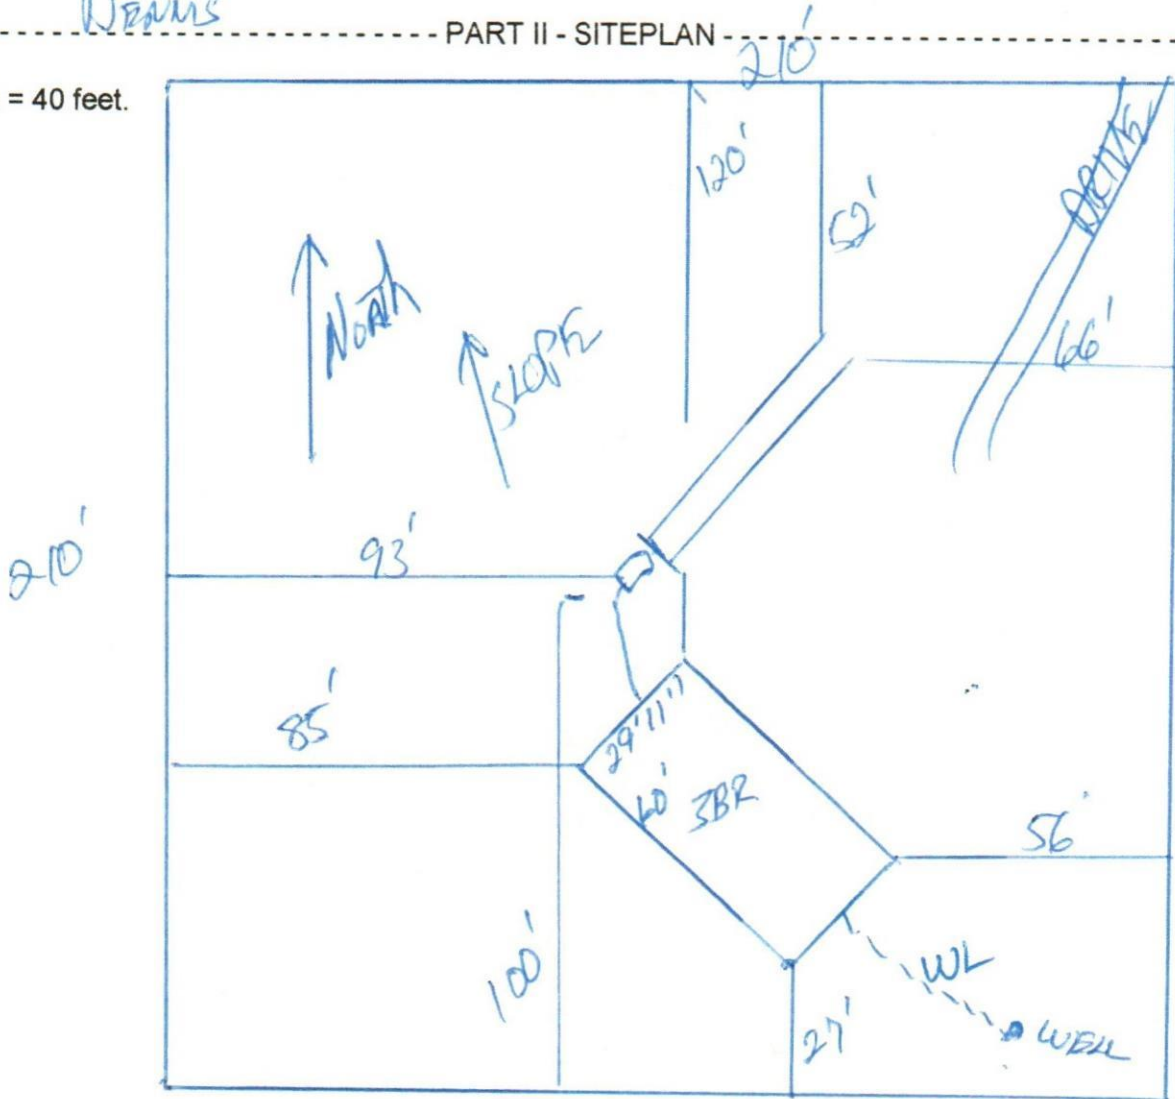 DENNIS
PART II - SITEPLAN
210'
= 40 feet.
120'
52'
DRIVE
NORTH
SLOPE
66'
210'
93'
85'
29'11"
60' 3BR
56'
100'
WL
27'
WELL